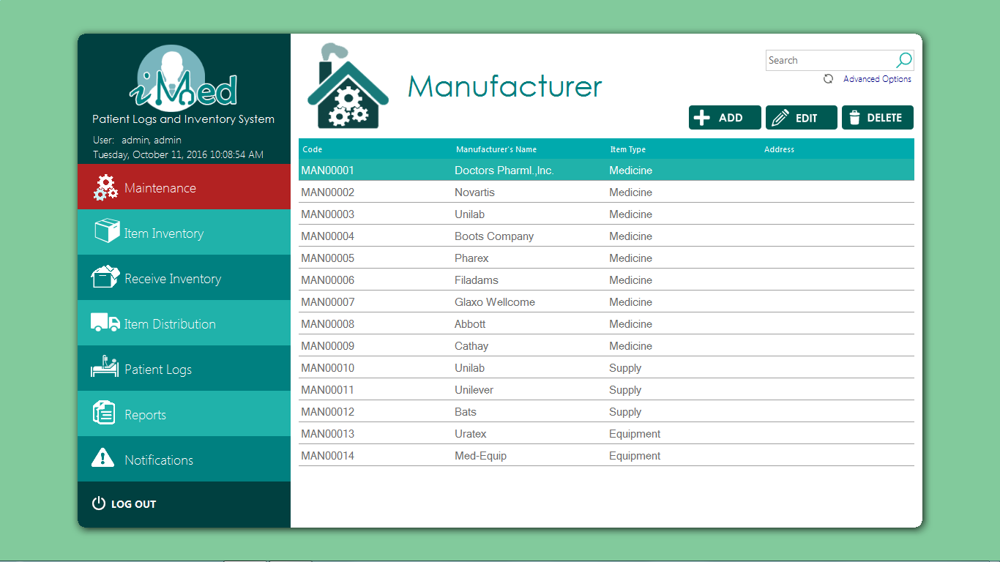 iMed
Patient Logs and Inventory System
User: admin, admin
Tuesday, October 11, 2016 10:08:54 AM
Maintenance
Item Inventory
Receive Inventory
Item Distribution
Patient Logs
Reports
Notifications
LOG OUT
Manufacturer
Search
Advanced Options
ADD EDIT DELETE
Code Manufacturer's Name Item Type Address
MAN00001 Doctors Pharml.,Inc. Medicine
MAN00002 Novartis Medicine
MAN00003 Unilab Medicine
MAN00004 Boots Company Medicine
MAN00005 Pharex Medicine
MAN00006 Filadams Medicine
MAN00007 Glaxo Wellcome Medicine
MAN00008 Abbott Medicine
MAN00009 Cathay Medicine
MAN00010 Unilab Supply
MAN00011 Unilever Supply
MAN00012 Bats Supply
MAN00013 Uratex Equipment
MAN00014 Med-Equip Equipment